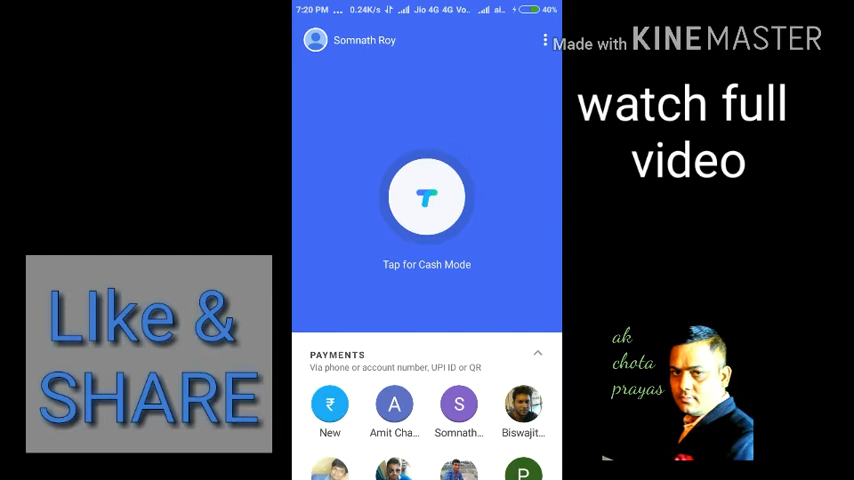 7:20 PM ... 0.24K/s Jio 4G 4G Vo.. ai.. 40%
Somnath Roy
Made with KINEMASTER
watch full
video
T
Tap for Cash Mode
LIke &
SHARE
ak
chota
prayas
PAYMENTS
Via phone or account number, UPI ID or QR
₹ A S
New Amit Cha... Somnath... Biswajit...
P